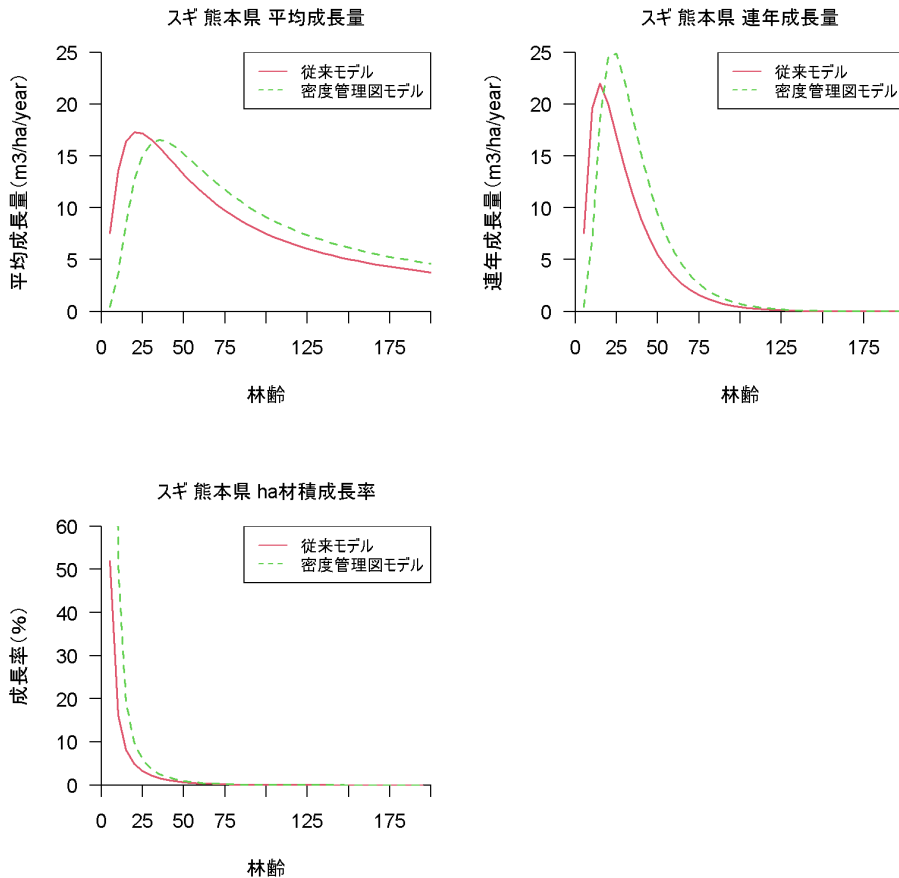 スギ 熊本県 平均成長量
平均成長量(m3/ha/year)
25
20
15
10
5
0
従来モデル
密度管理図モデル
0 25 50 75 125 175
林齢
スギ 熊本県 連年成長量
連年成長量(m3/ha/year)
25
20
15
10
5
0
従来モデル
密度管理図モデル
0 25 50 75 125 175
林齢
スギ 熊本県 ha材積成長率
成長率(%)
60
50
40
30
20
10
0
従来モデル
密度管理図モデル
0 25 50 75 125 175
林齢